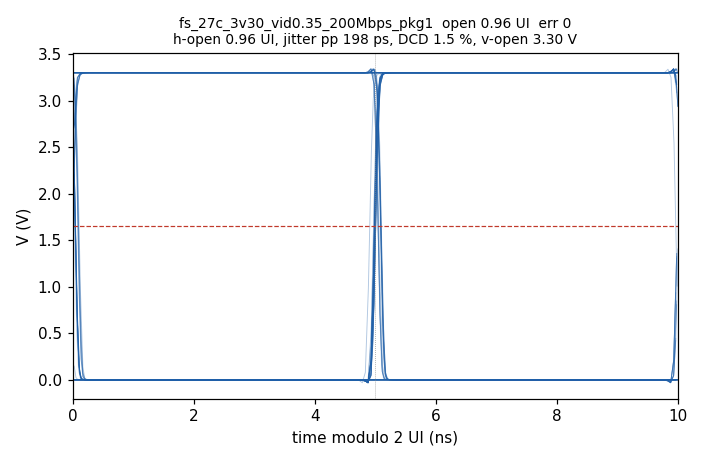 fs_27c_3v30_vid0.35_200Mbps_pkg1  open 0.96 UI  err 0
h-open 0.96 UI, jitter pp 198 ps, DCD 1.5 %, v-open 3.30 V
3.5
3.0
2.5
2.0
1.5
1.0
0.5
0.0
V (V)
0 2 4 6 8 10
time modulo 2 UI (ns)